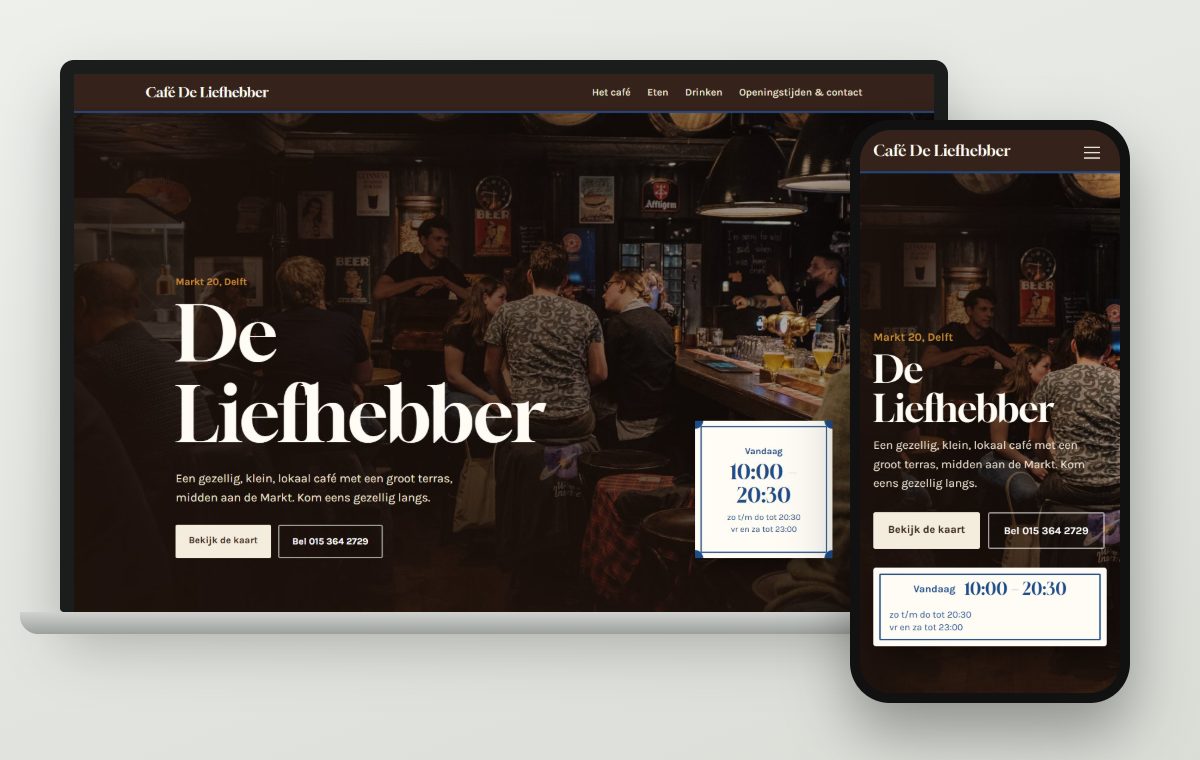 Café De Liefhebber
Het café Eten Drinken Openingstijden & contact
GUINNESS
BEER
Affligem
BEER
Markt 20, Delft
De
Liefhebber
Een gezellig, klein, lokaal café met een groot terras,
midden aan de Markt. Kom eens gezellig langs.
Bekijk de kaart
Bel 015 364 2729
Vandaag
10:00 –
20:30
zo t/m do tot 20:30
vr en za tot 23:00
Café De Liefhebber
BEER
Markt 20, Delft
De
Liefhebber
Een gezellig, klein, lokaal café met een
groot terras, midden aan de Markt. Kom
eens gezellig langs.
Bekijk de kaart
Bel 015 364 2729
Vandaag 10:00 – 20:30
zo t/m do tot 20:30
vr en za tot 23:00